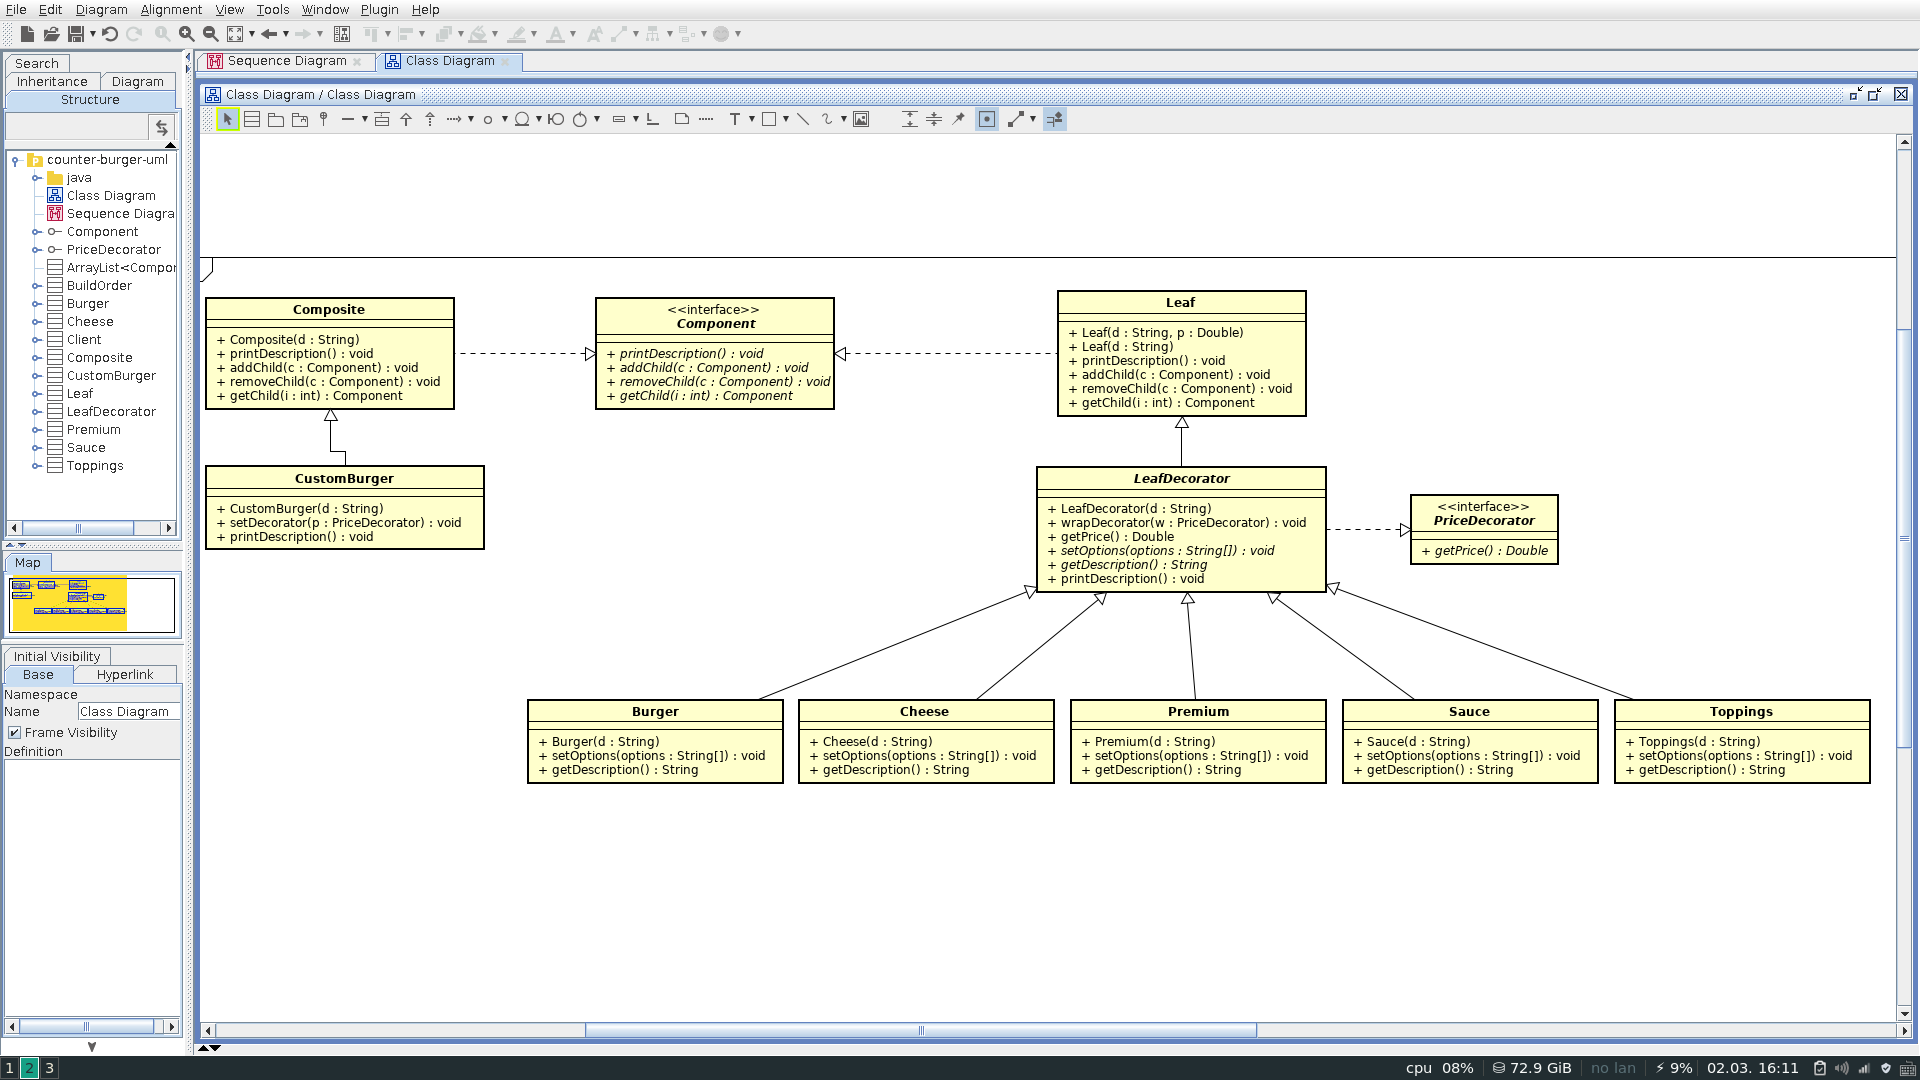 File Edit Diagram Alignment View Tools Window Plugin Help
Search
Inheritance Diagram
Structure
counter-burger-uml
java
Class Diagram
Sequence Diagra
Component
PriceDecorator
ArrayList<Compor
BuildOrder
Burger
Cheese
Client
Composite
CustomBurger
Leaf
LeafDecorator
Premium
Sauce
Toppings
Map
Initial Visibility
Base Hyperlink
Namespace
Name Class Diagram
Frame Visibility
Definition
Sequence Diagram Class Diagram
Class Diagram / Class Diagram
Composite
+ Composite(d : String)
+ printDescription() : void
+ addChild(c : Component) : void
+ removeChild(c : Component) : void
+ getChild(i : int) : Component
<<interface>>
Component
+ printDescription() : void
+ addChild(c : Component) : void
+ removeChild(c : Component) : void
+ getChild(i : int) : Component
Leaf
+ Leaf(d : String, p : Double)
+ Leaf(d : String)
+ printDescription() : void
+ addChild(c : Component) : void
+ removeChild(c : Component) : void
+ getChild(i : int) : Component
CustomBurger
+ CustomBurger(d : String)
+ setDecorator(p : PriceDecorator) : void
+ printDescription() : void
LeafDecorator
+ LeafDecorator(d : String)
+ wrapDecorator(w : PriceDecorator) : void
+ getPrice() : Double
+ setOptions(options : String[]) : void
+ getDescription() : String
+ printDescription() : void
<<interface>>
PriceDecorator
+ getPrice() : Double
Burger
+ Burger(d : String)
+ setOptions(options : String[]) : void
+ getDescription() : String
Cheese
+ Cheese(d : String)
+ setOptions(options : String[]) : void
+ getDescription() : String
Premium
+ Premium(d : String)
+ setOptions(options : String[]) : void
+ getDescription() : String
Sauce
+ Sauce(d : String)
+ setOptions(options : String[]) : void
+ getDescription() : String
Toppings
+ Toppings(d : String)
+ setOptions(options : String[]) : void
+ getDescription() : String
1 2 3 cpu 08% 72.9 GiB no lan 9% 02.03. 16:11